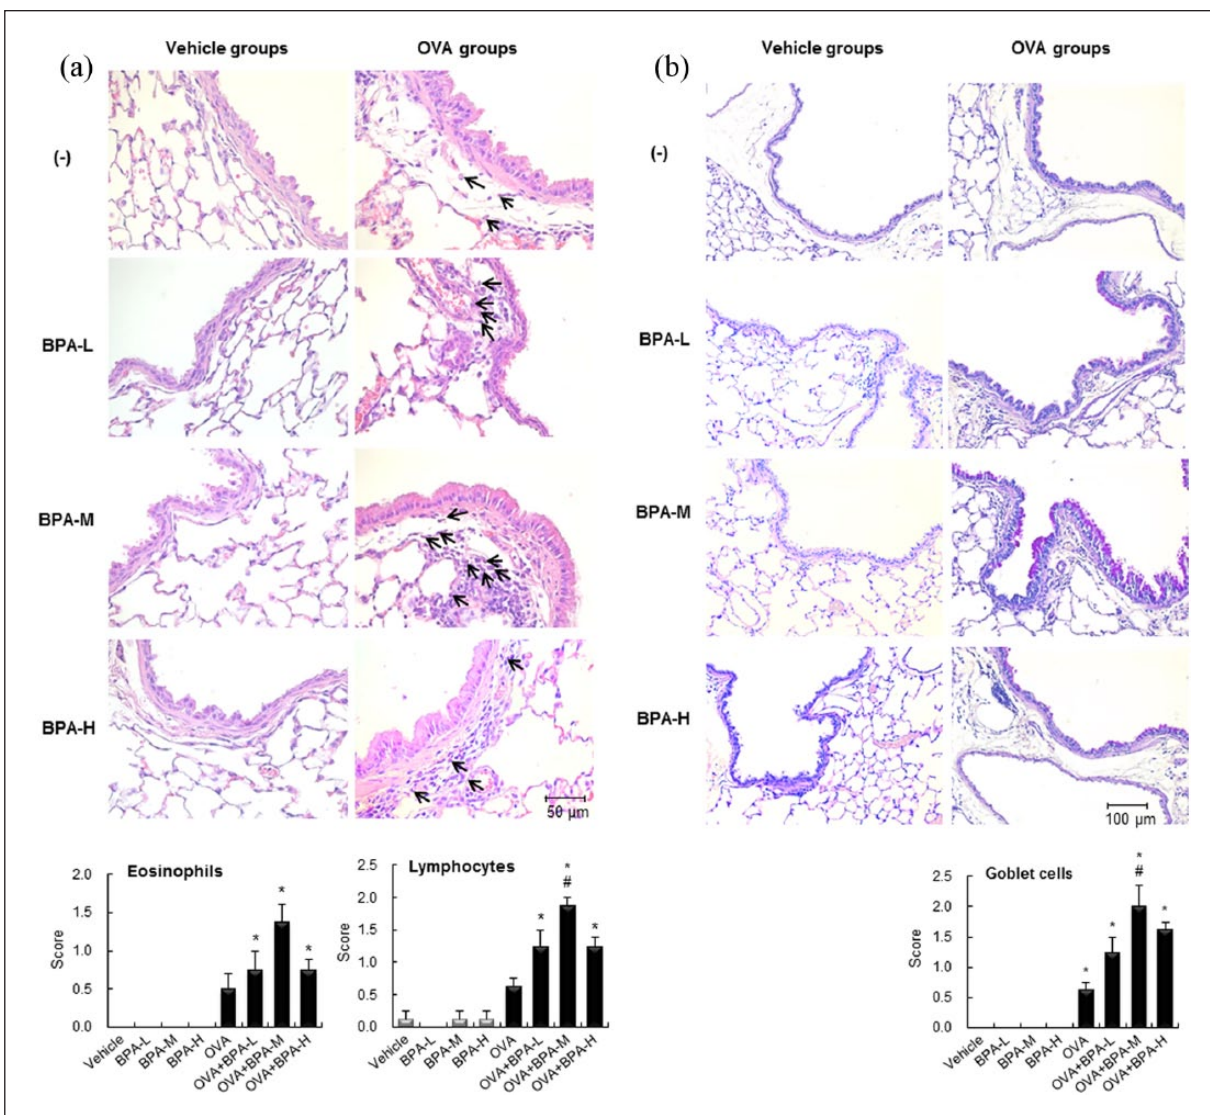 (a)
Vehicle groups
OVA groups
(-)
BPA-L
BPA-M
BPA-H
50 μm
(b)
Vehicle groups
OVA groups
(-)
BPA-L
BPA-M
BPA-H
100 μm
Eosinophils
Score
2.0
1.5
1.0
0.5
0.0
*
*
*
Vehicle
BPA-L
BPA-M
BPA-H
OVA
OVA+BPA-L
OVA+BPA-M
OVA+BPA-H
Lymphocytes
Score
2.5
2.0
1.5
1.0
0.5
0.0
*
*
#
*
Vehicle
BPA-L
BPA-M
BPA-H
OVA
OVA+BPA-L
OVA+BPA-M
OVA+BPA-H
Goblet cells
Score
2.5
2.0
1.5
1.0
0.5
0.0
*
*
*
#
*
Vehicle
BPA-L
BPA-M
BPA-H
OVA
OVA+BPA-L
OVA+BPA-M
OVA+BPA-H